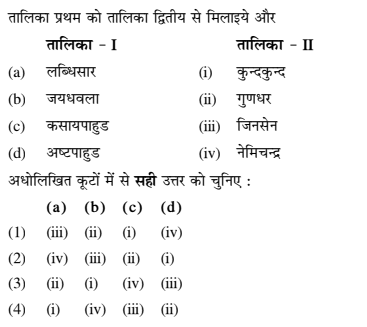 तालिका प्रथम को तालिका द्वितीय से मिलाइये और
तालिका - I तालिका - II
(a) लब्धिसार (i) कुन्दकुन्द
(b) जयधवला (ii) गुणधर
(c) कसायपाहुड (iii) जिनसेन
(d) अष्टपाहुड (iv) नेमिचन्द्र
अधोलिखित कूटों में से सही उत्तर को चुनिए :
(a) (b) (c) (d)
(1) (iii) (ii) (i) (iv)
(2) (iv) (iii) (ii) (i)
(3) (ii) (i) (iv) (iii)
(4) (i) (iv) (iii) (ii)